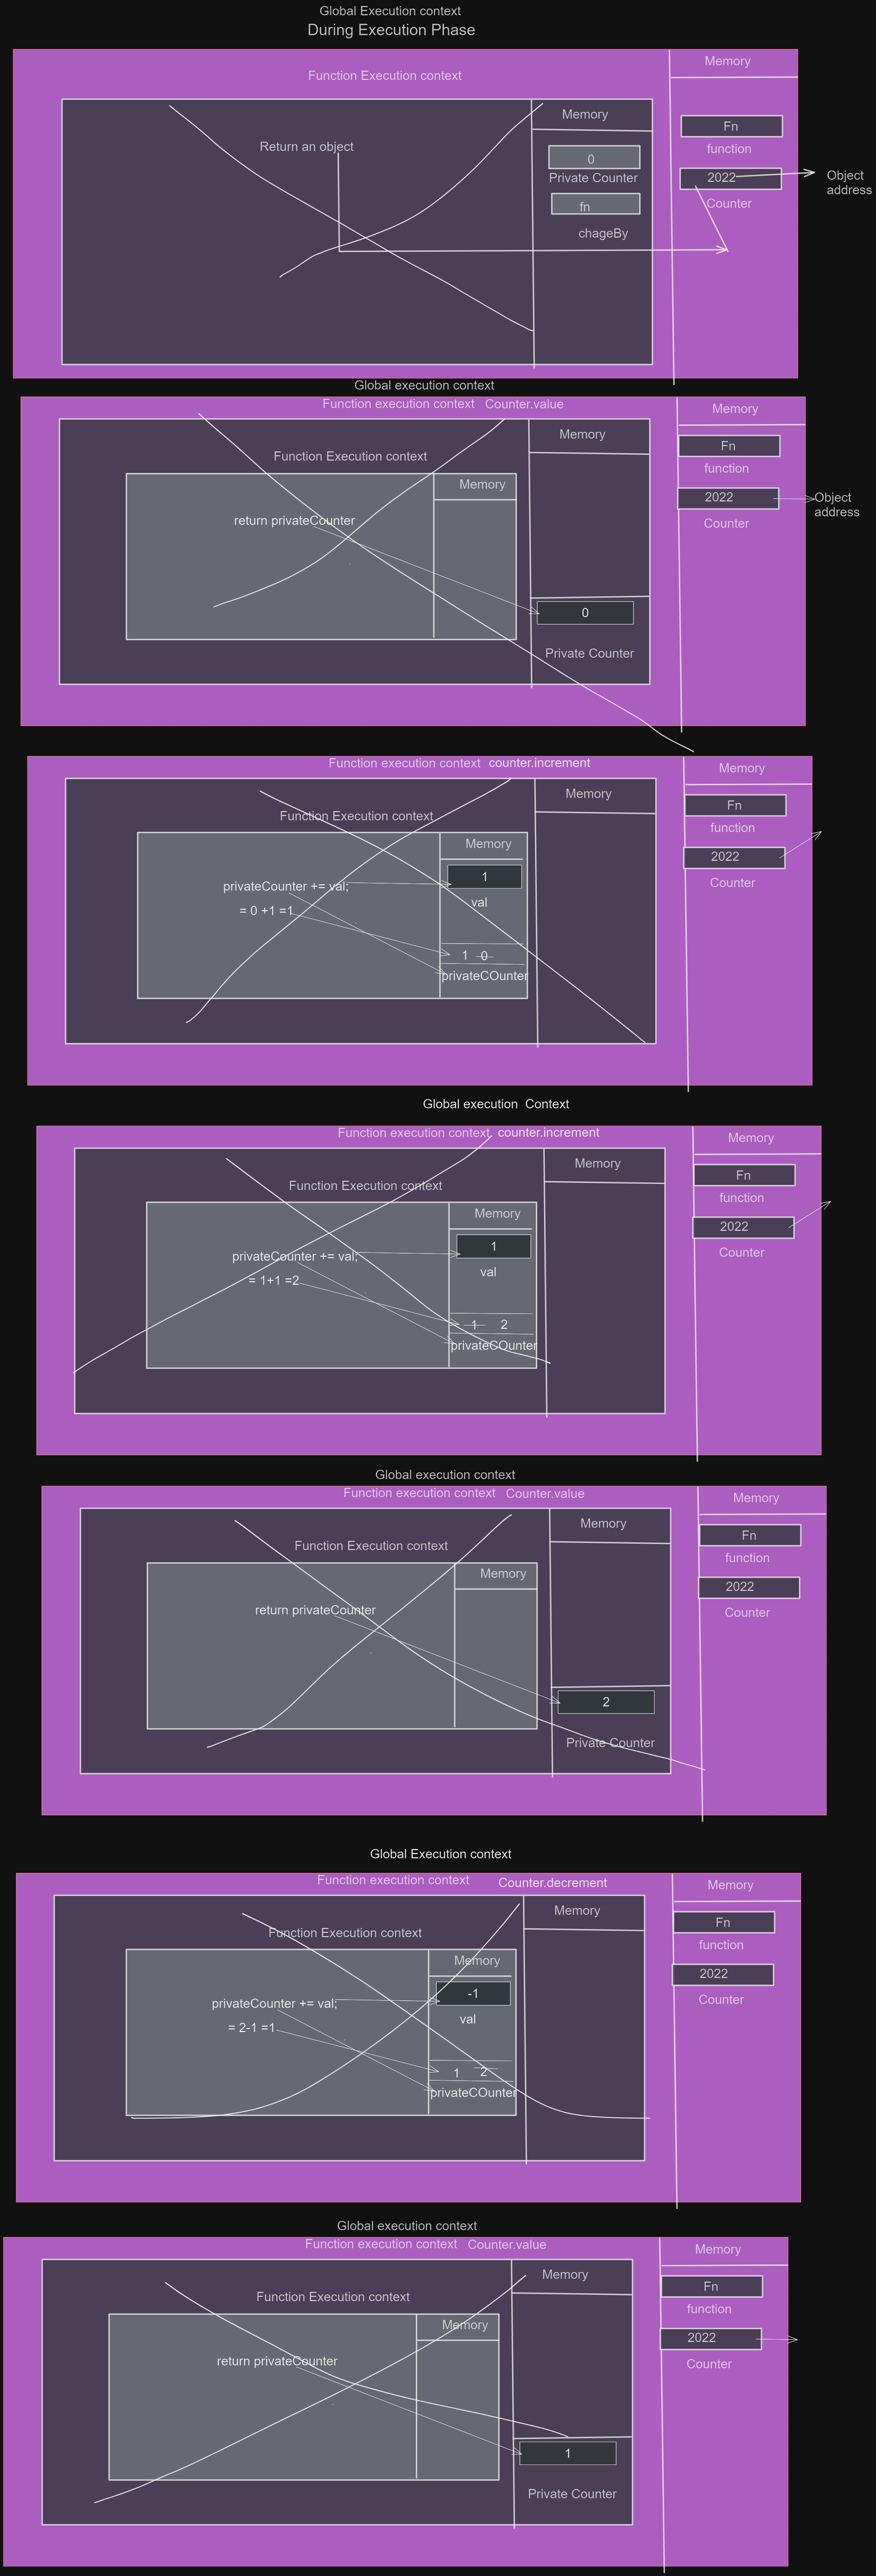 Global Execution context
During Execution Phase
Function Execution context
Memory
Memory
Return an object
0
Private Counter
fn
chageBy
Fn
function
2022
Counter
Object
address
Global execution context
Function execution context Counter.value
Memory
Memory
Function Execution context
Memory
return privateCounter
0
Private Counter
Fn
function
2022
Counter
Object
address
Function execution context counter.increment
Memory
Memory
Function Execution context
Memory
privateCounter += val;
= 0 +1 =1
1
val
1 0
privateCOunter
Fn
function
2022
Counter
Global execution Context
Function execution context counter.increment
Memory
Memory
Function Execution context
Memory
privateCounter += val;
= 1+1 =2
1
val
1 2
privateCOunter
Fn
function
2022
Counter
Global execution context
Function execution context Counter.value
Memory
Memory
Function Execution context
Memory
return privateCounter
2
Private Counter
Fn
function
2022
Counter
Global Execution context
Function execution context Counter.decrement
Memory
Memory
Function Execution context
Memory
privateCounter += val;
= 2-1 =1
-1
val
1 2
privateCOunter
Fn
function
2022
Counter
Global execution context
Function execution context Counter.value
Memory
Memory
Function Execution context
Memory
return privateCounter
1
Private Counter
Fn
function
2022
Counter